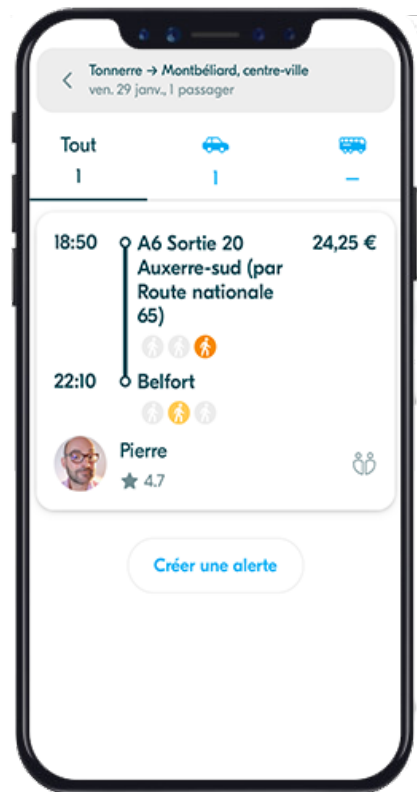 Tonnerre → Montbéliard, centre-ville
ven. 29 janv., 1 passager
Tout
1
1
–
18:50
A6 Sortie 20
24,25 €
Auxerre-sud (par
Route nationale
65)
22:10
Belfort
Pierre
4.7
Créer une alerte